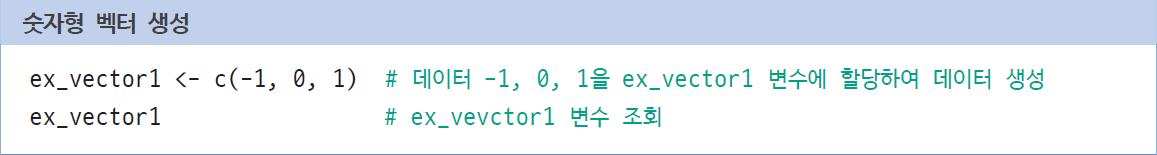 숫자형 벡터 생성
ex_vector1 <- c(-1, 0, 1)  # 데이터 -1, 0, 1을 ex_vector1 변수에 할당하여 데이터 생성
ex_vector1  # ex_vevctor1 변수 조회